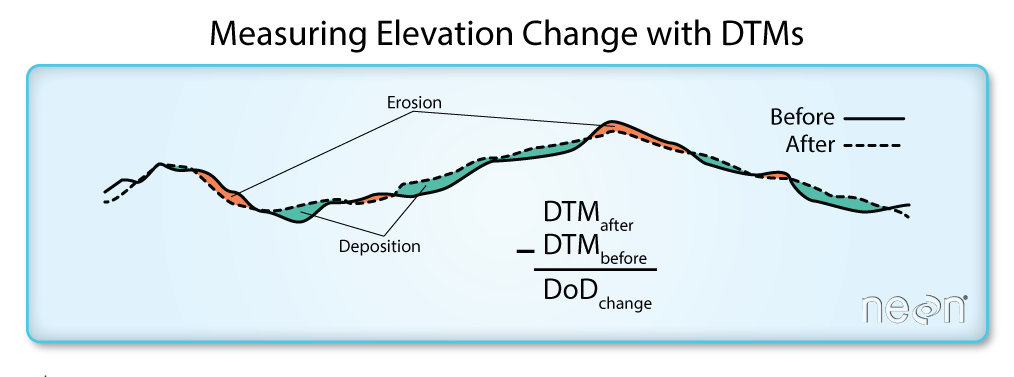 Measuring Elevation Change with DTMs
Erosion
Before
After
Deposition
DTMafter
– DTMbefore
DoDchange
neon